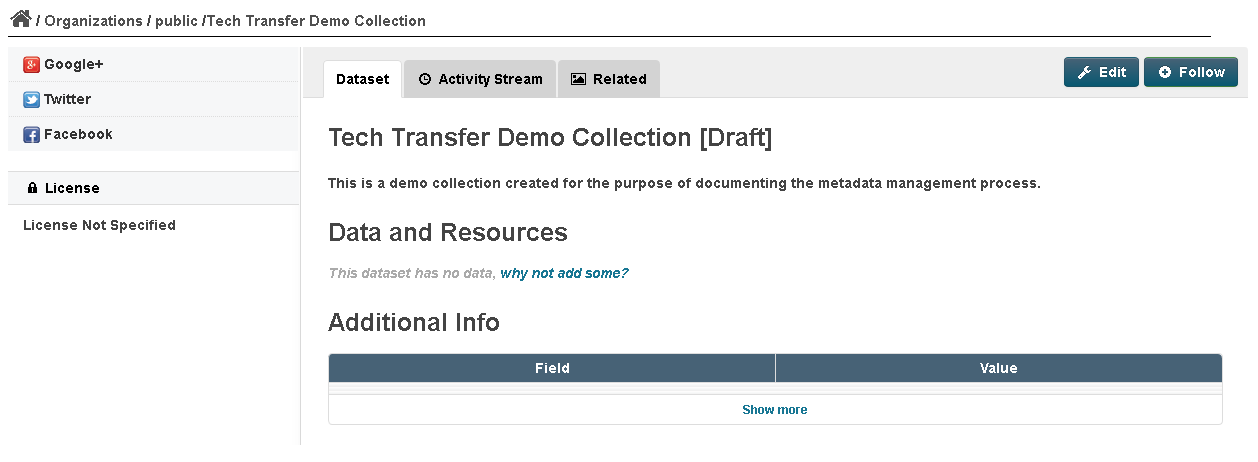 / Organizations / public /Tech Transfer Demo Collection
Google+
Twitter
Facebook
License
License Not Specified
Dataset
Activity Stream
Related
Edit
Follow
Tech Transfer Demo Collection [Draft]
This is a demo collection created for the purpose of documenting the metadata management process.
Data and Resources
This dataset has no data, why not add some?
Additional Info
Field Value
Show more